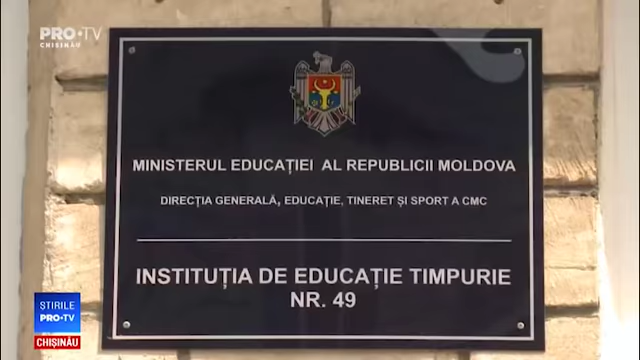 PRO•TV
CHIȘINĂU
MINISTERUL EDUCAȚIEI AL REPUBLICII MOLDOVA
DIRECȚIA GENERALĂ, EDUCAȚIE, TINERET ȘI SPORT A CMC
INSTITUȚIA DE EDUCAȚIE TIMPURIE
NR. 49
ȘTIRILE
PRO•TV
CHIȘINĂU